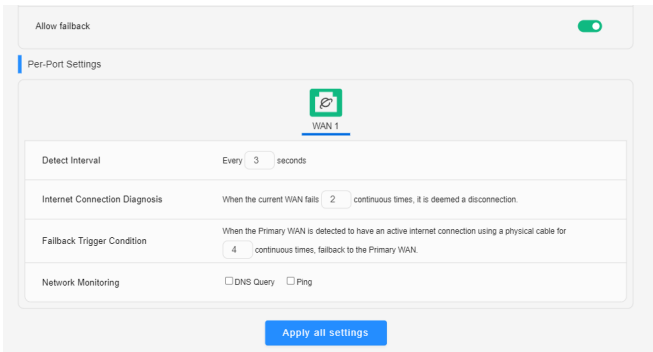 Allow failback
Per-Port Settings
WAN 1
Detect Interval
Every 3 seconds
Internet Connection Diagnosis
When the current WAN fails 2 continuous times, it is deemed a disconnection.
Failback Trigger Condition
When the Primary WAN is detected to have an active internet connection using a physical cable for
4 continuous times, failback to the Primary WAN.
Network Monitoring
DNS Query Ping
Apply all settings